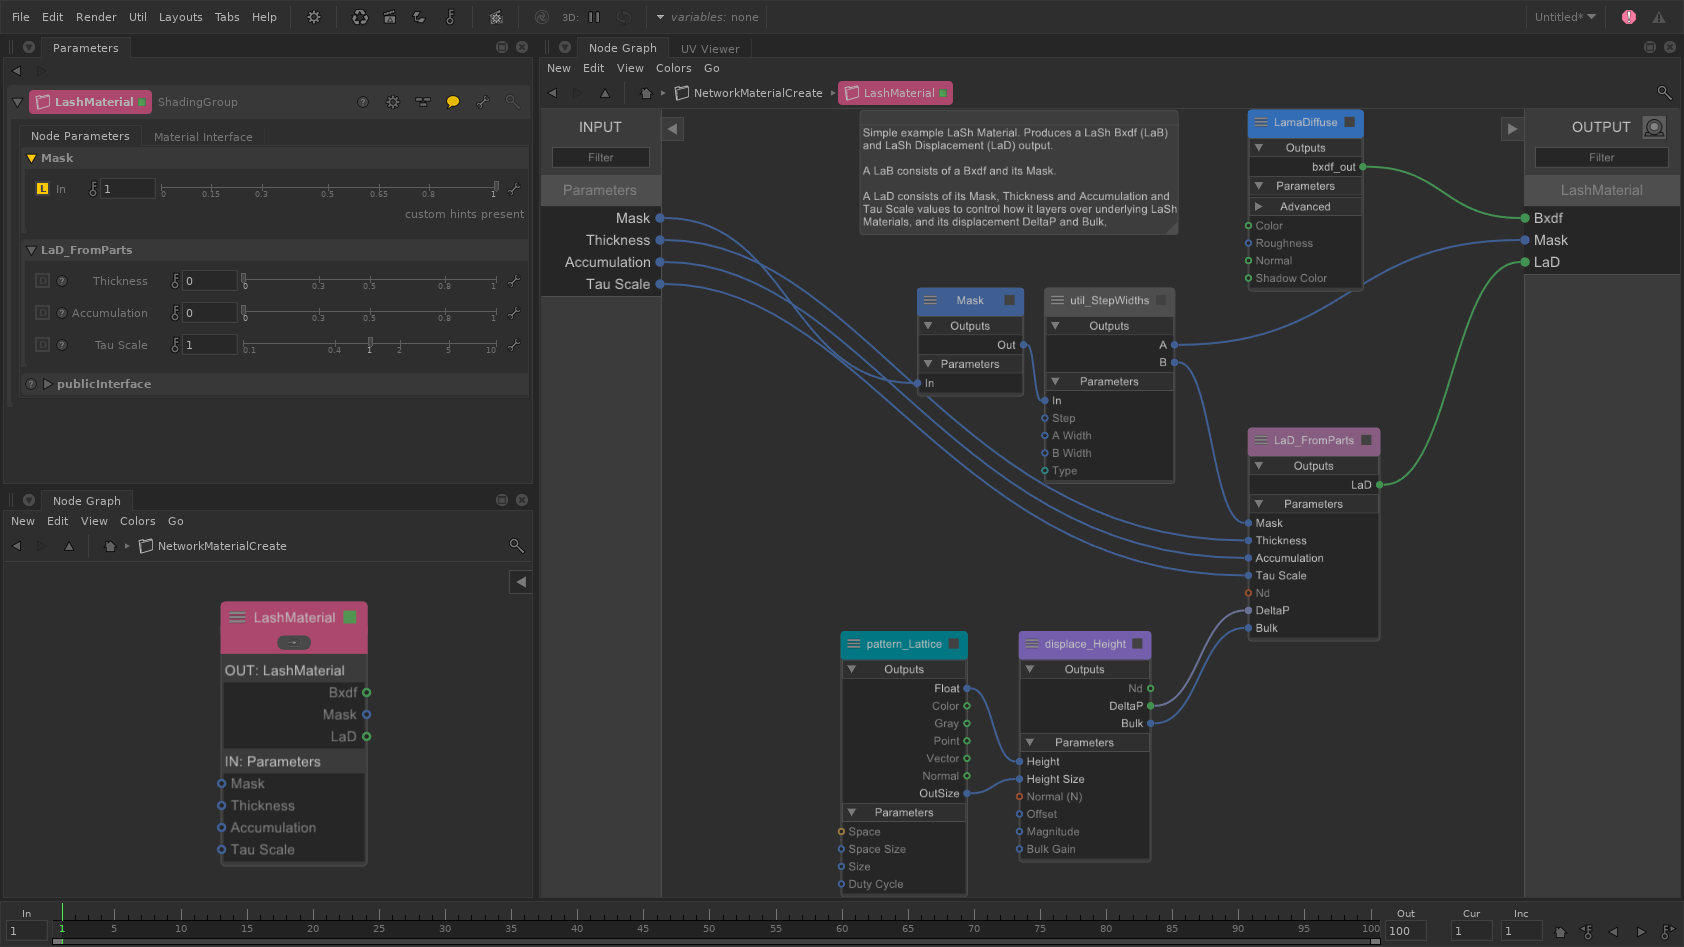 File Edit Render Util Layouts Tabs Help 3D: variables: none Untitled*
Parameters
LashMaterial ShadingGroup
Node Parameters Material Interface
Mask
L In 1
0 0.15 0.3 0.5 0.65 0.8 1
custom hints present
LaD_FromParts
D ? Thickness 0
0 0.3 0.5 0.8 1
D ? Accumulation 0
0 0.3 0.5 0.8 1
D ? Tau Scale 1
0.1 0.4 1 2 5 10
? publicInterface
Node Graph
New Edit View Colors Go
NetworkMaterialCreate
LashMaterial
OUT: LashMaterial
Bxdf
Mask
LaD
IN: Parameters
Mask
Thickness
Accumulation
Tau Scale
Node Graph UV Viewer
New Edit View Colors Go
NetworkMaterialCreate LashMaterial
INPUT
Filter
Parameters
Mask
Thickness
Accumulation
Tau Scale
Simple example LaSh Material. Produces a LaSh Bxdf (LaB)
and LaSh Displacement (LaD) output.
A LaB consists of a Bxdf and its Mask.
A LaD consists of its Mask, Thickness and Accumulation and
Tau Scale values to control how it layers over underlying LaSh
Materials, and its displacement DeltaP and Bulk.
LamaDiffuse
Outputs
bxdf_out
Parameters
Advanced
Color
Roughness
Normal
Shadow Color
OUTPUT
Filter
LashMaterial
Bxdf
Mask
LaD
Mask
Outputs
Out
Parameters
In
util_StepWidths
Outputs
A
B
Parameters
In
Step
A Width
B Width
Type
LaD_FromParts
Outputs
LaD
Parameters
Mask
Thickness
Accumulation
Tau Scale
Nd
DeltaP
Bulk
pattern_Lattice
Outputs
Float
Color
Gray
Point
Vector
Normal
OutSize
Parameters
Space
Space Size
Size
Duty Cycle
displace_Height
Outputs
Nd
DeltaP
Bulk
Parameters
Height
Height Size
Normal (N)
Offset
Magnitude
Bulk Gain
In Out Cur Inc
1 1 5 10 15 20 25 30 35 40 45 50 55 60 65 70 75 80 85 90 95 100 100 1 1